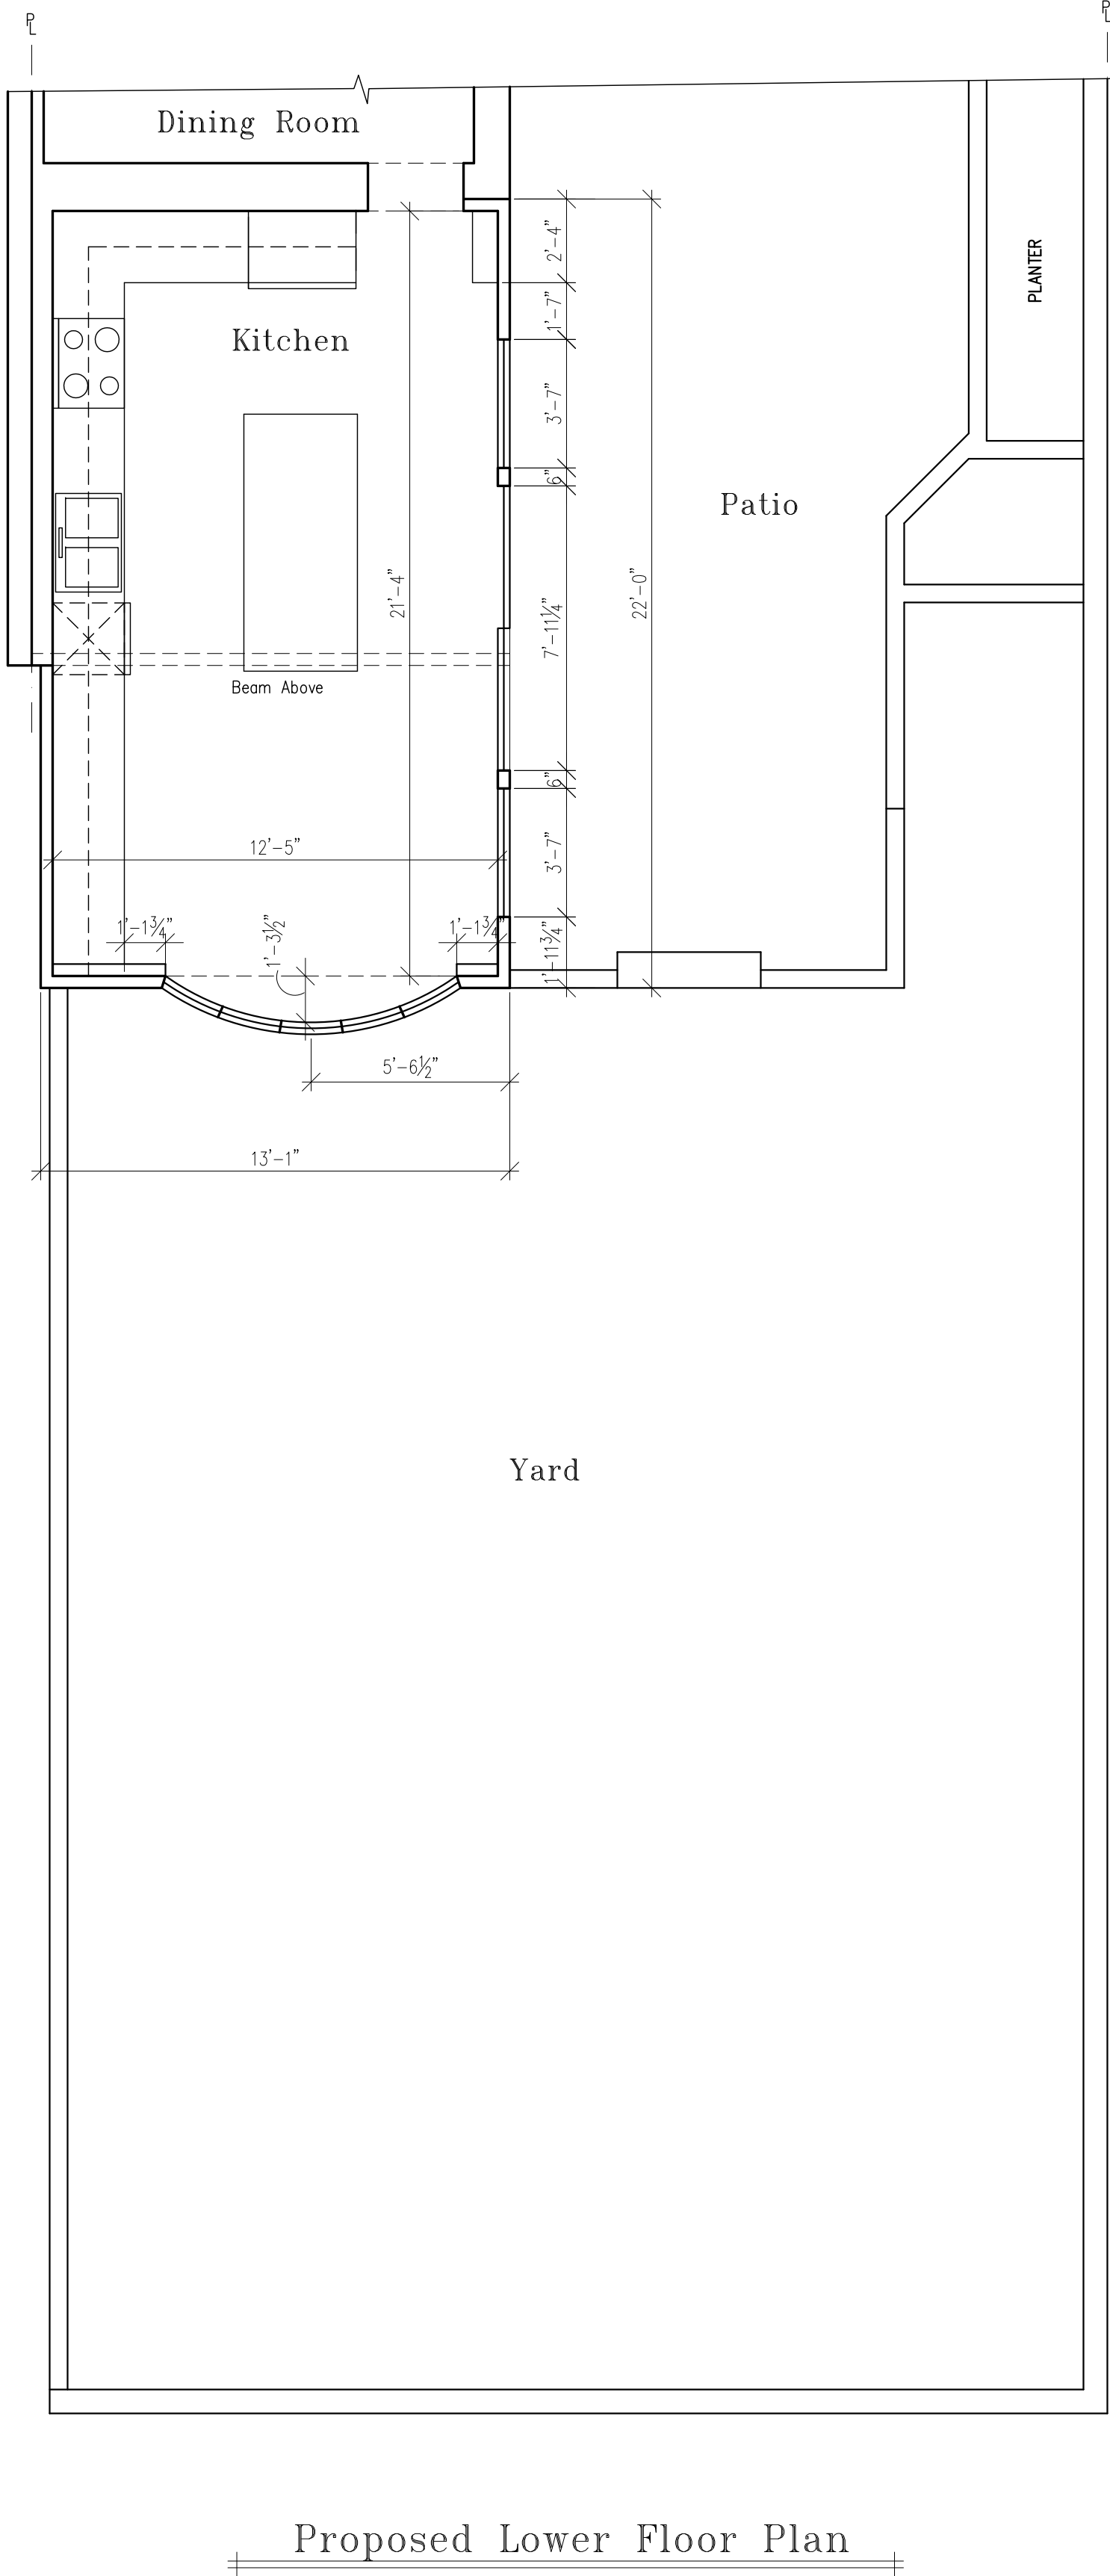 PL
PL
Dining Room
2'-4"
PLANTER
1'-7"
Kitchen
3'-7"
6"
Patio
21'-4"
22'-0"
7'-11¼"
Beam Above
6"
12'-5"
3'-7"
1'-1¾"
1'-3½"
1'-1¾"
1'-11¾"
5'-6½"
13'-1"
Yard
Proposed Lower Floor Plan